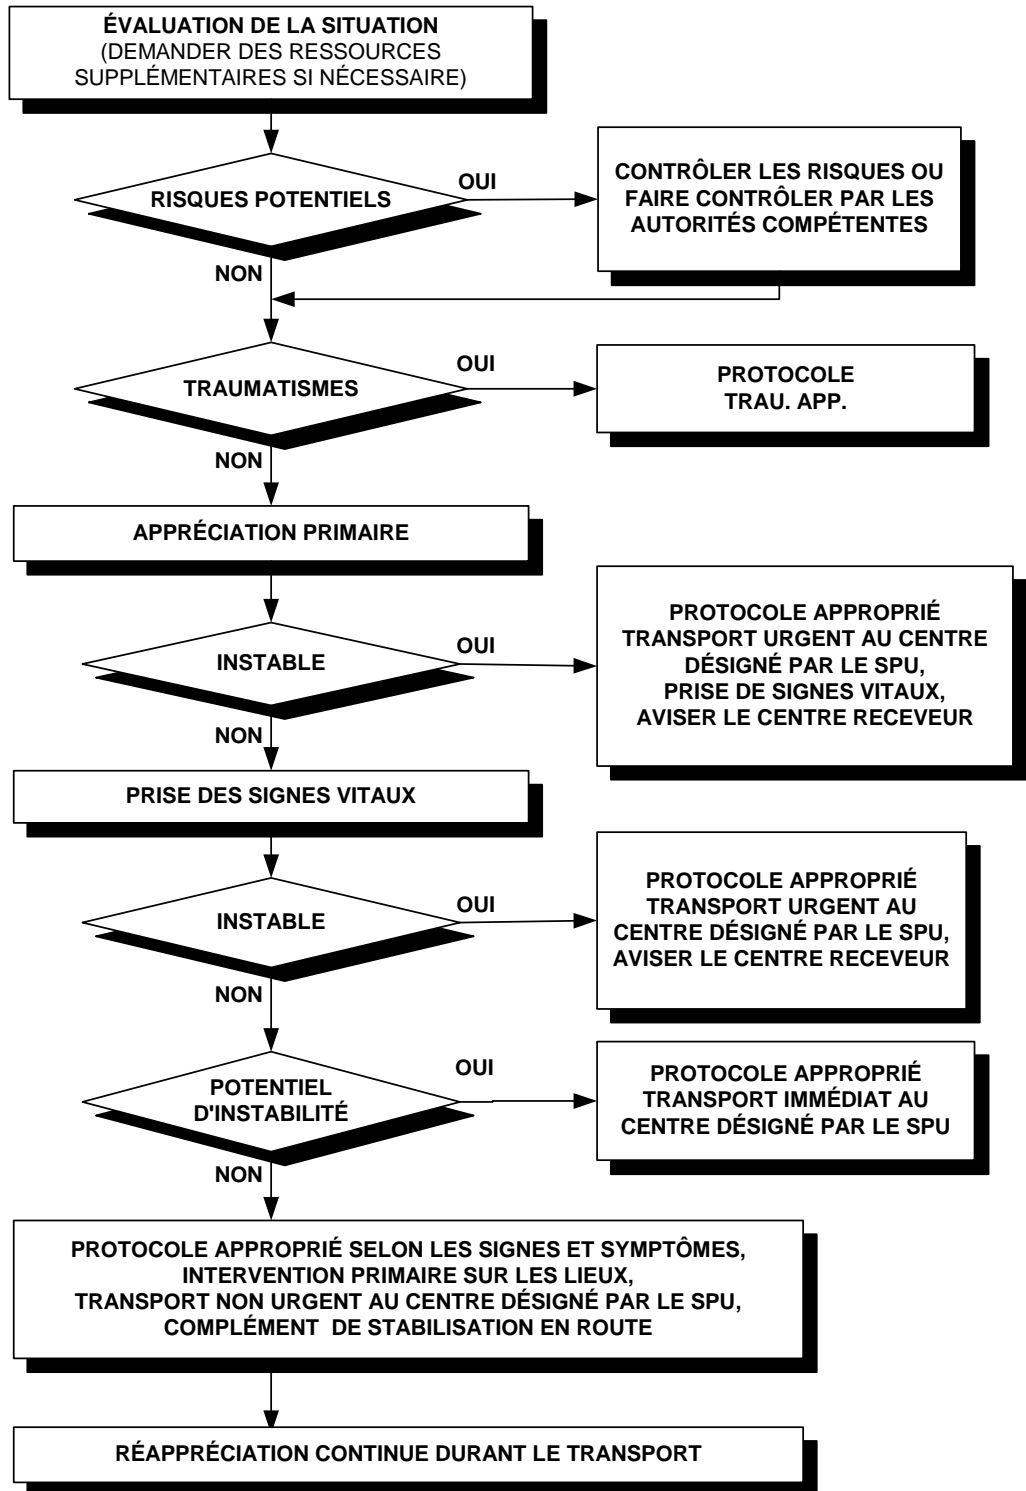 ÉVALUATION DE LA SITUATION
(DEMANDER DES RESSOURCES
SUPPLÉMENTAIRES SI NÉCESSAIRE)
RISQUES POTENTIELS
OUI
CONTRÔLER LES RISQUES OU
FAIRE CONTRÔLER PAR LES
AUTORITÉS COMPÉTENTES
NON
TRAUMATISMES
OUI
PROTOCOLE
TRAU. APP.
NON
APPRÉCIATION PRIMAIRE
INSTABLE
OUI
PROTOCOLE APPROPRIÉ
TRANSPORT URGENT AU CENTRE
DÉSIGNÉ PAR LE SPU,
PRISE DE SIGNES VITAUX,
AVISER LE CENTRE RECEVEUR
NON
PRISE DES SIGNES VITAUX
INSTABLE
OUI
PROTOCOLE APPROPRIÉ
TRANSPORT URGENT AU
CENTRE DÉSIGNÉ PAR LE SPU,
AVISER LE CENTRE RECEVEUR
NON
POTENTIEL
D'INSTABILITÉ
OUI
PROTOCOLE APPROPRIÉ
TRANSPORT IMMÉDIAT AU
CENTRE DÉSIGNÉ PAR LE SPU
NON
PROTOCOLE APPROPRIÉ SELON LES SIGNES ET SYMPTÔMES,
INTERVENTION PRIMAIRE SUR LES LIEUX,
TRANSPORT NON URGENT AU CENTRE DÉSIGNÉ PAR LE SPU,
COMPLÉMENT DE STABILISATION EN ROUTE
RÉAPPRÉCIATION CONTINUE DURANT LE TRANSPORT